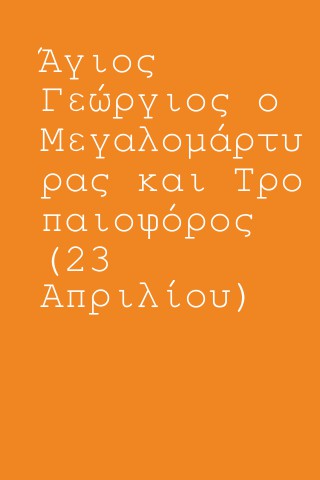 Άγιος
Γεώργιος ο
Μεγαλομάρτυ
ρας και Τρο
παιοφόρος
(23
Απριλίου)